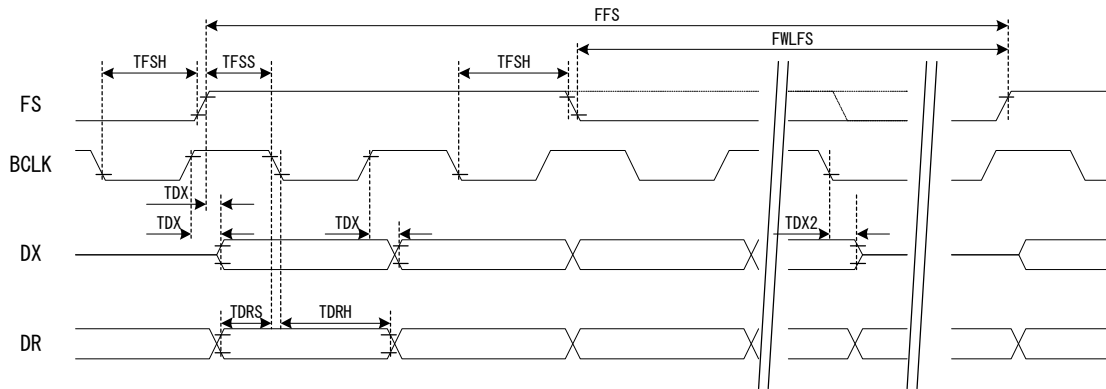 FFS
FWLFS
TFSH
TFSS
TFSH
FS
BCLK
TDX
TDX
TDX
TDX2
DX
TDRS
TDRH
DR